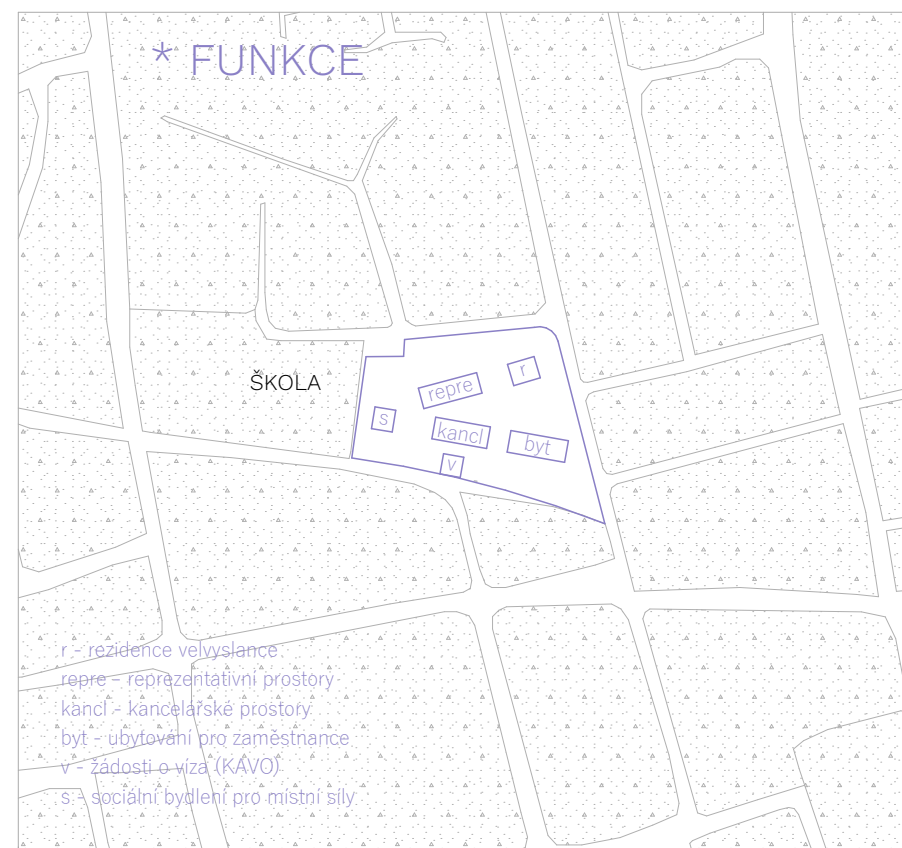 * FUNKCE
ŠKOLA
r
repre
s
kancl
byt
v
r - rezidence velvyslance
repre - reprezentativní prostory
kancl - kancelářské prostory
byt - ubytování pro zaměstnance
v - žádosti o víza (KAVO)
s - sociální bydlení pro místní síly